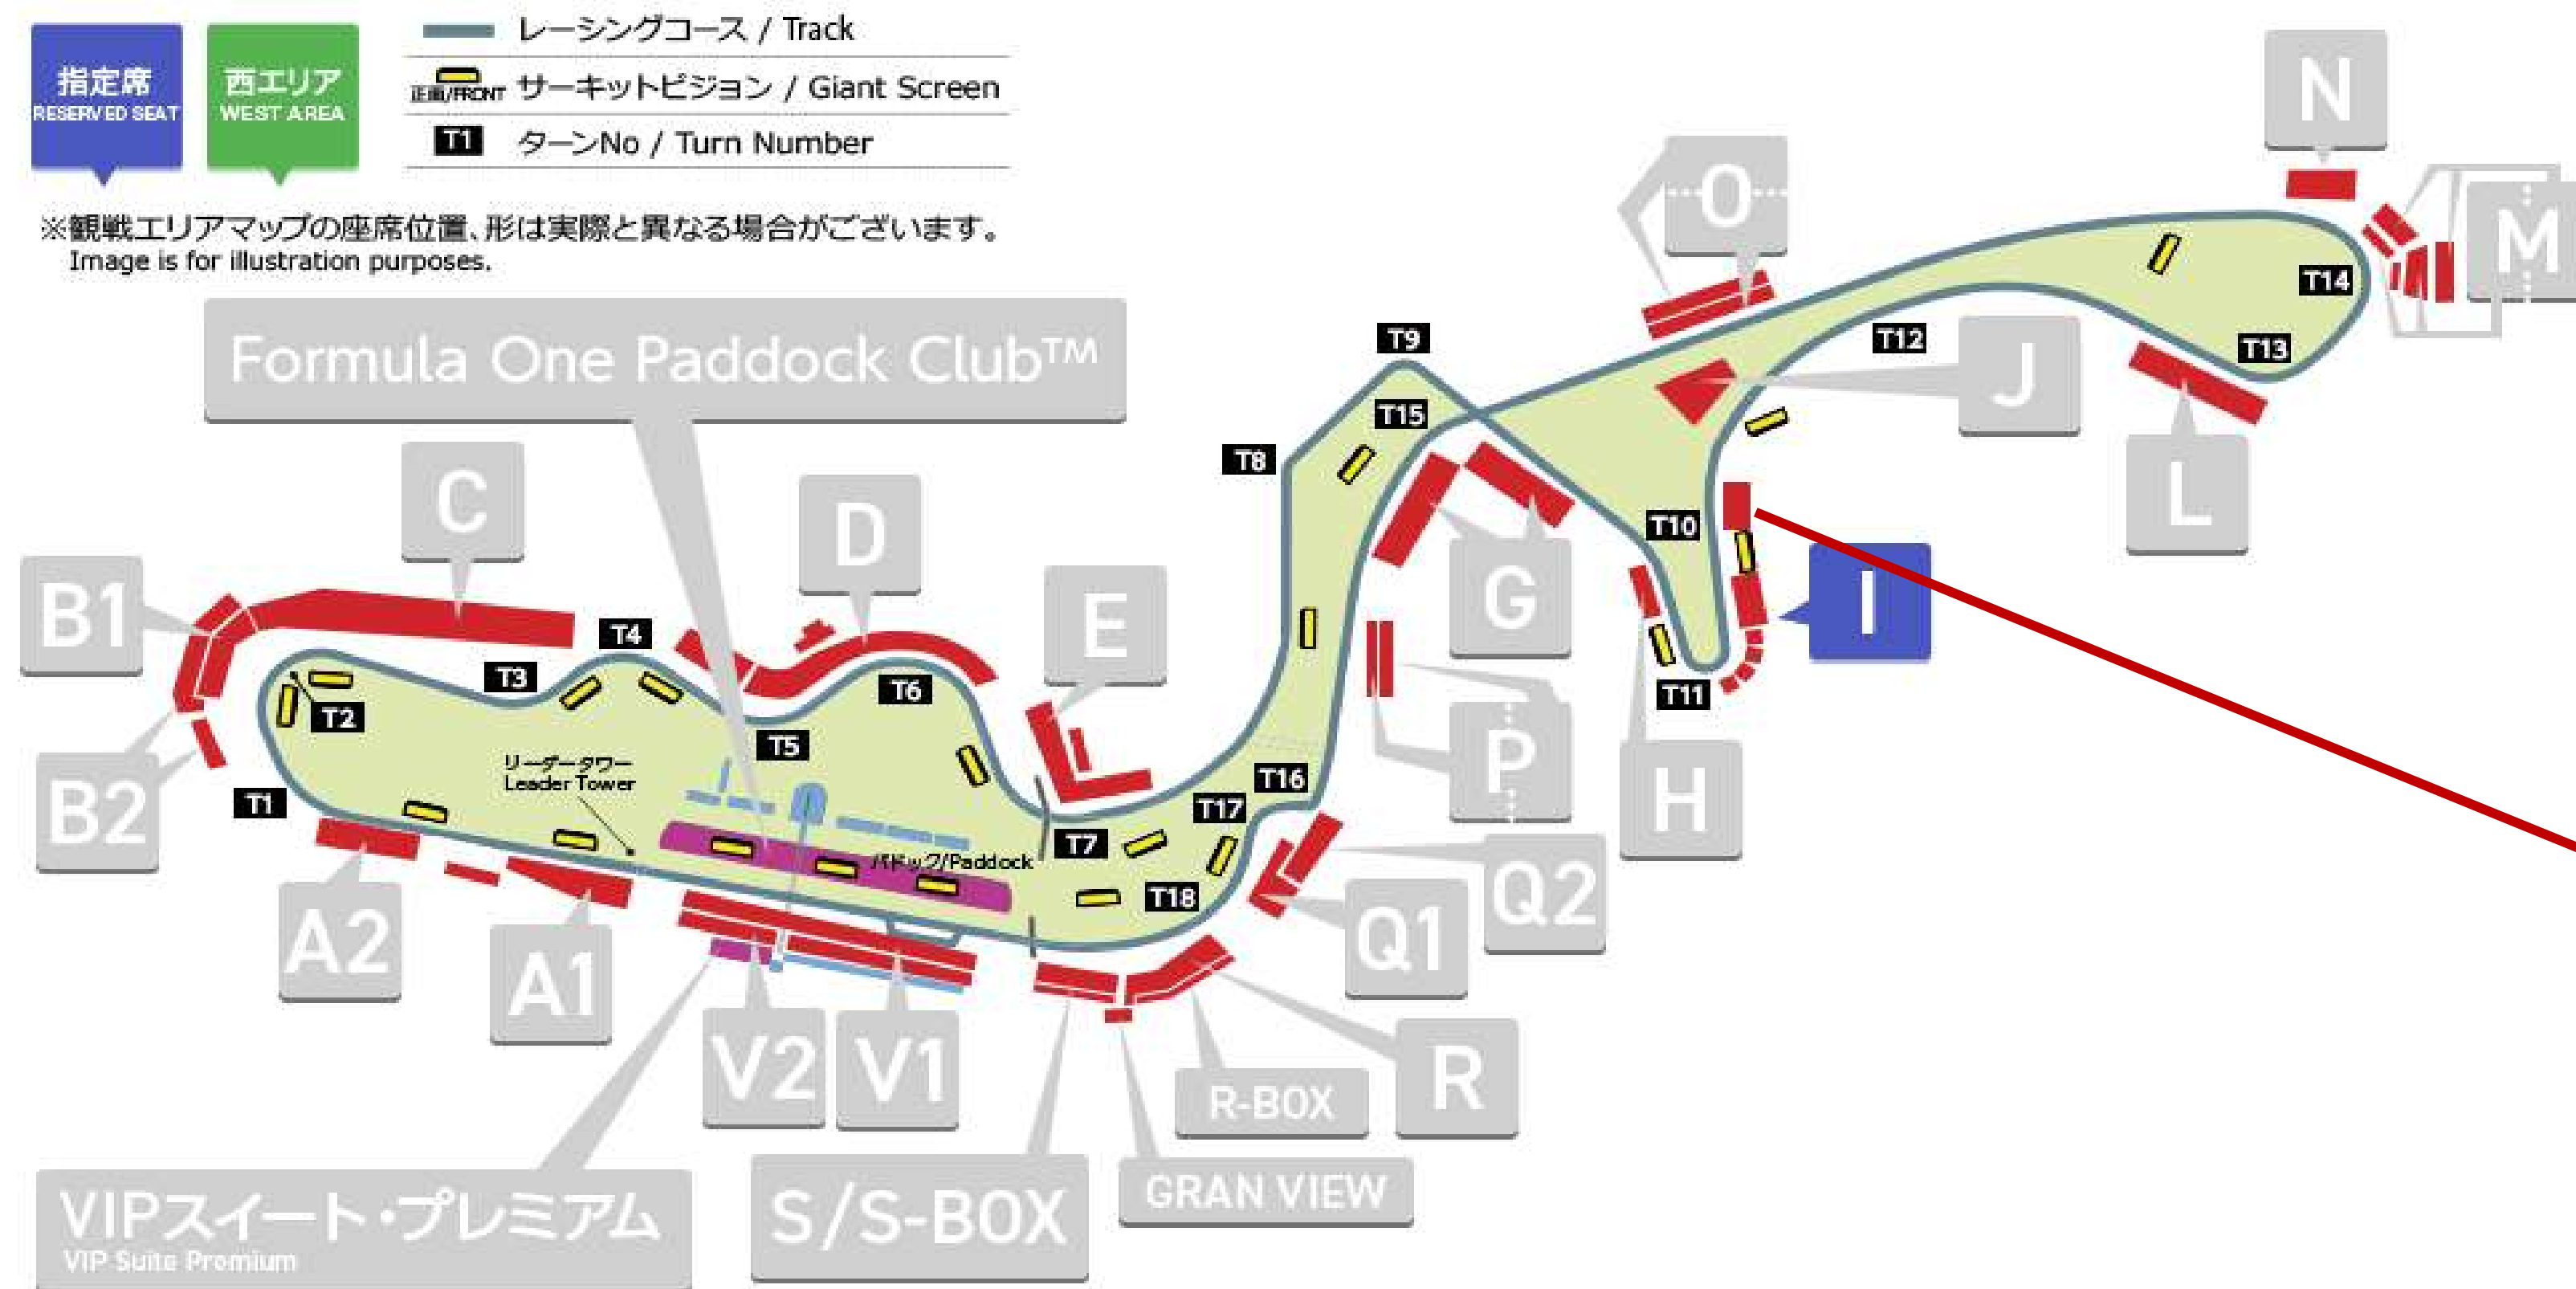 指定席
RESERVED SEAT
西エリア
WEST AREA
レーシングコース / Track
正面/FRONT サーキットビジョン / Giant Screen
T1 ターンNo / Turn Number
※観戦エリアマップの座席位置、形は実際と異なる場合がございます。
Image is for illustration purposes.
Formula One Paddock Club™
N
O
M
T14
T13
T12
T9
J
T15
T8
L
C
D
T10
I
B1
E
G
T4
T3
T6
T11
T2
T5
P
H
B2
リーダータワー
Leader Tower
T1
T16
T17
T7
パドック/Paddock
T18
Q2
Q1
A2
A1
V2
V1
R-BOX
R
VIPスイート・プレミアム
VIP Suite Premium
S/S-BOX
GRAN VIEW